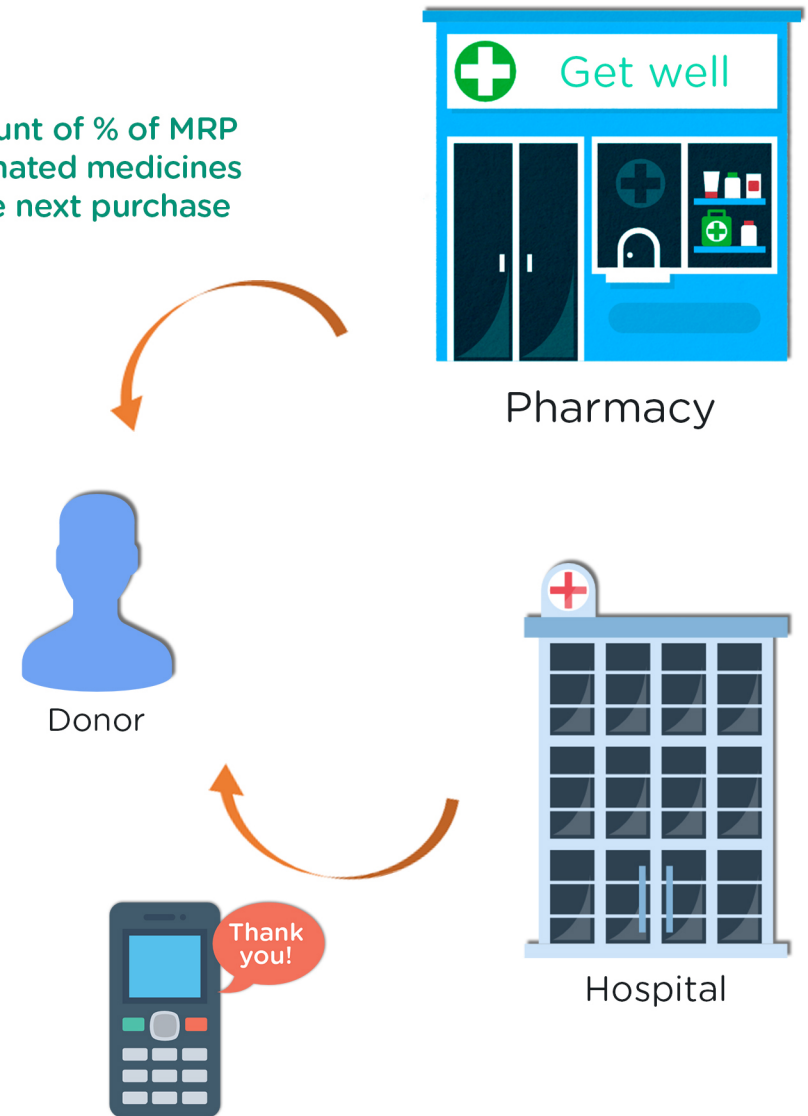 Get well
unt of % of MRP
nated medicines
e next purchase
Pharmacy
Donor
Thank
you!
Hospital